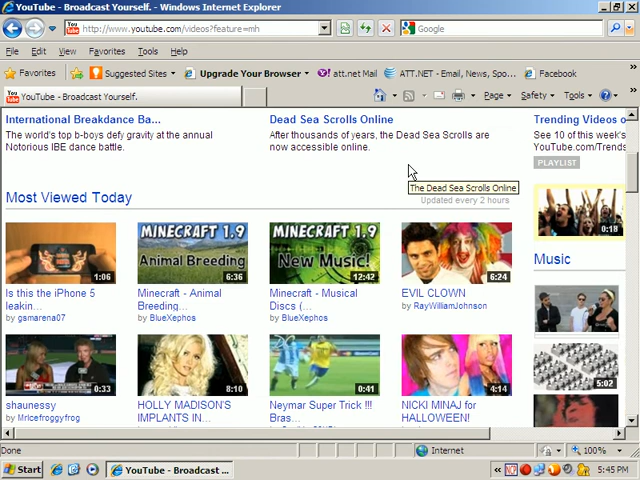 YouTube - Broadcast Yourself. - Windows Internet Explorer
http://www.youtube.com/videos?feature=mh
Google
File Edit View Favorites Tools Help
Favorites Suggested Sites Upgrade Your Browser att.net Mail ATT.NET - Email, News, Spo... Facebook
YouTube - Broadcast Yourself.
Page Safety Tools
International Breakdance Ba...
The world's top b-boys defy gravity at the annual
Notorious IBE dance battle.
Dead Sea Scrolls Online
After thousands of years, the Dead Sea Scrolls are
now accessible online.
Trending Videos o
See 10 of this week's
YouTube.com/Trends
PLAYLIST
The Dead Sea Scrolls Online
Most Viewed Today
Updated every 2 hours
0:18
1:06
Is this the iPhone 5
leakin...
by gsmarena07
MINECRAFT 1.9
Animal Breeding
6:36
Minecraft - Animal
Breeding...
by BlueXephos
MINECRAFT 1.9
New Music!
12:42
Minecraft - Musical
Discs (...
by BlueXephos
6:24
EVIL CLOWN
by RayWilliamJohnson
Music
0:33
shaunessy
by MrIcefroggyfrog
8:10
HOLLY MADISON'S
IMPLANTS IN...
0:41
Neymar Super Trick !!!
Bras...
4:14
NICKI MINAJ for
HALLOWEEN!
5:02
Done
Internet
100%
Start
YouTube - Broadcast ...
5:45 PM